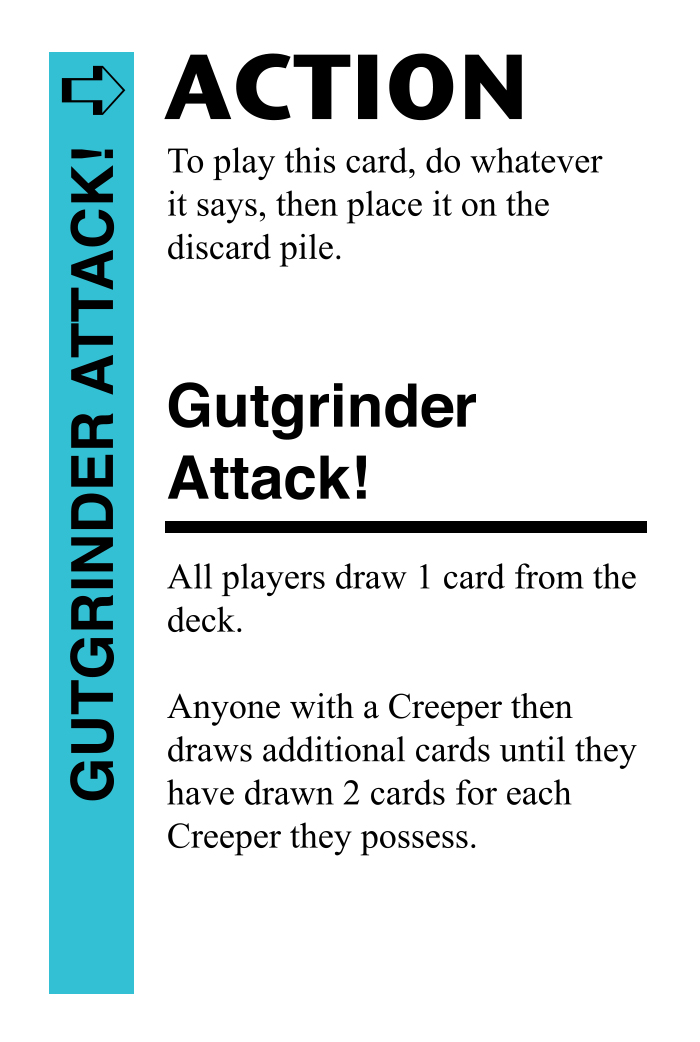 GUTGRINDER ATTACK!
ACTION
To play this card, do whatever
it says, then place it on the
discard pile.
Gutgrinder
Attack!
All players draw 1 card from the
deck.
Anyone with a Creeper then
draws additional cards until they
have drawn 2 cards for each
Creeper they possess.